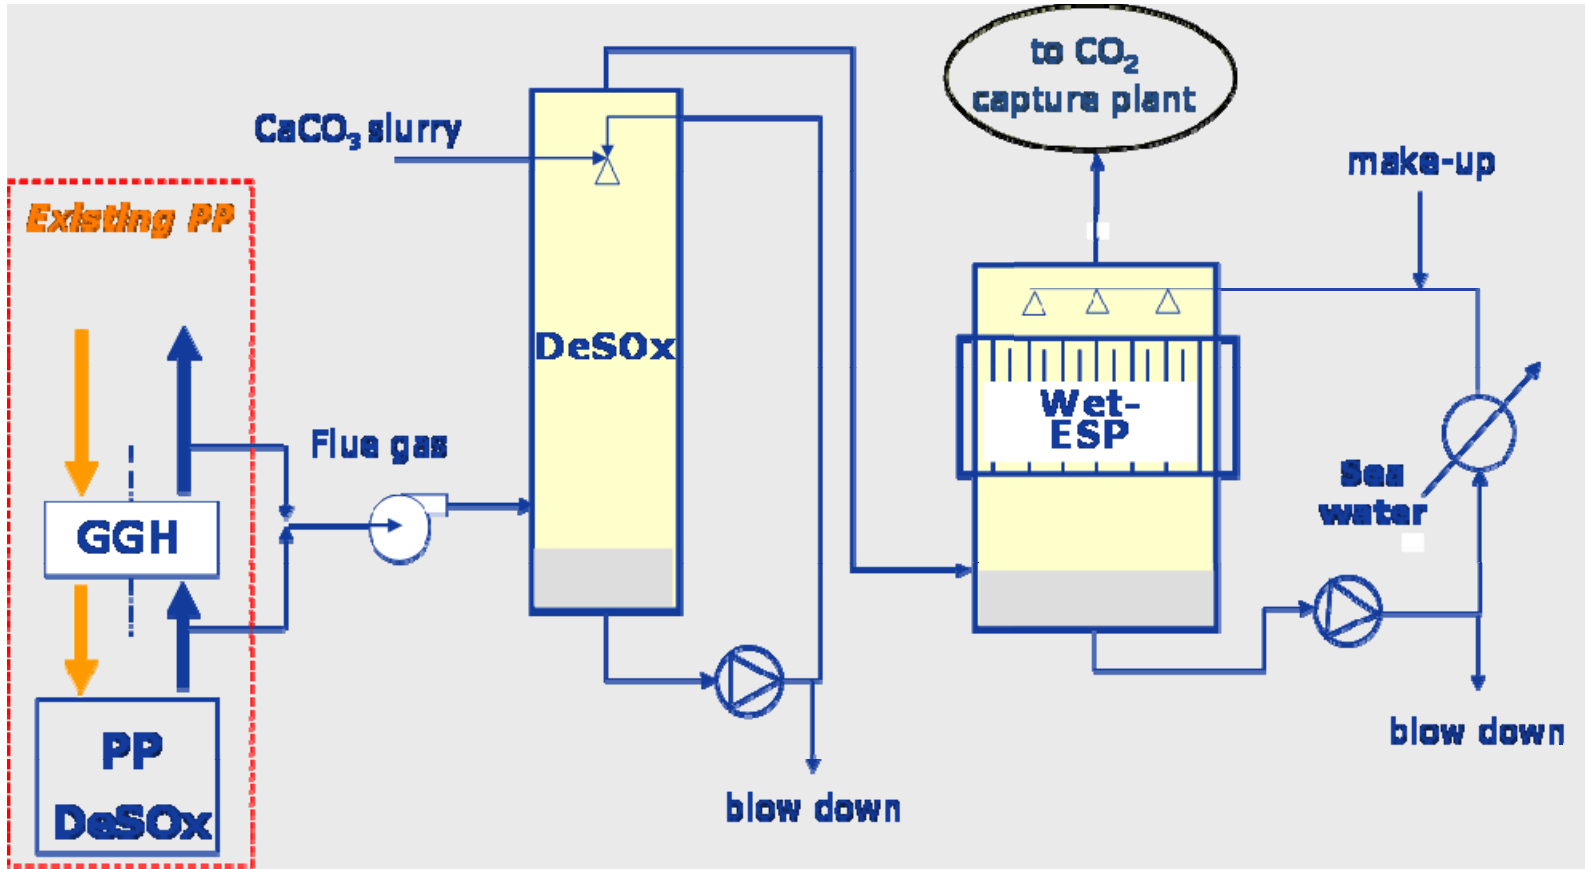 to CO₂
capture plant
CaCO₃ slurry
make-up
Existing PP
DeSOx
Wet-
ESP
Flue gas
Sea
water
GGH
PP
DeSOx
blow down
blow down